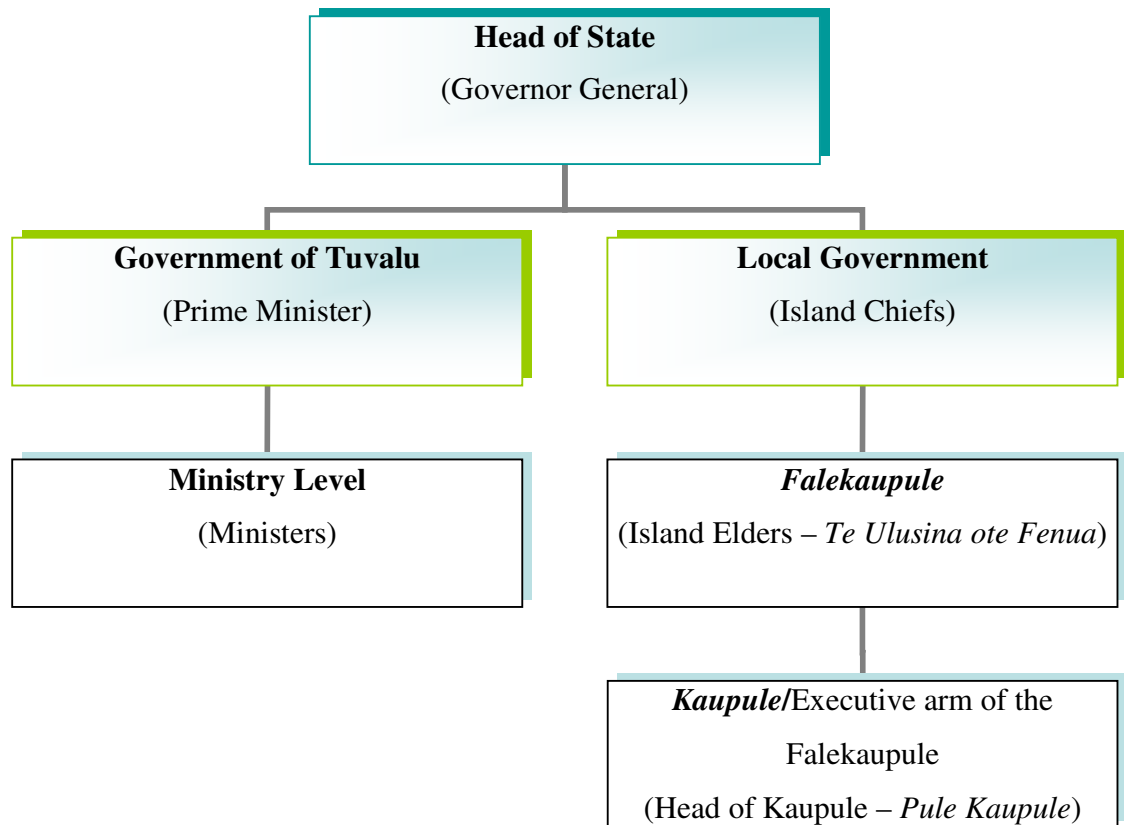 Head of State
(Governor General)
Government of Tuvalu
(Prime Minister)
Local Government
(Island Chiefs)
Ministry Level
(Ministers)
Falekaupule
(Island Elders – Te Ulusina ote Fenua)
Kaupule/Executive arm of the
Falekaupule
(Head of Kaupule – Pule Kaupule)